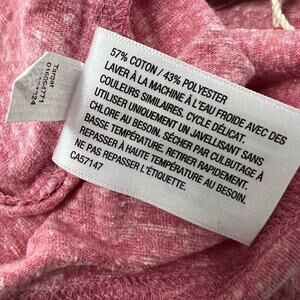 57% COTON / 43% POLYESTER
LAVER À LA MACHINE À L'EAU FROIDE AVEC DES
COULEURS SIMILAIRES. CYCLE DÉLICAT.
UTILISER UNIQUEMENT UN JAVELLISANT SANS
CHLORE AU BESOIN. SÉCHER PAR CULBUTAGE À
BASSE TEMPÉRATURE. RETIRER RAPIDEMENT.
REPASSER À BASSE TEMPÉRATURE AU BESOIN.
NE PAS REPASSER L'ÉTIQUETTE.
CA57147
Target